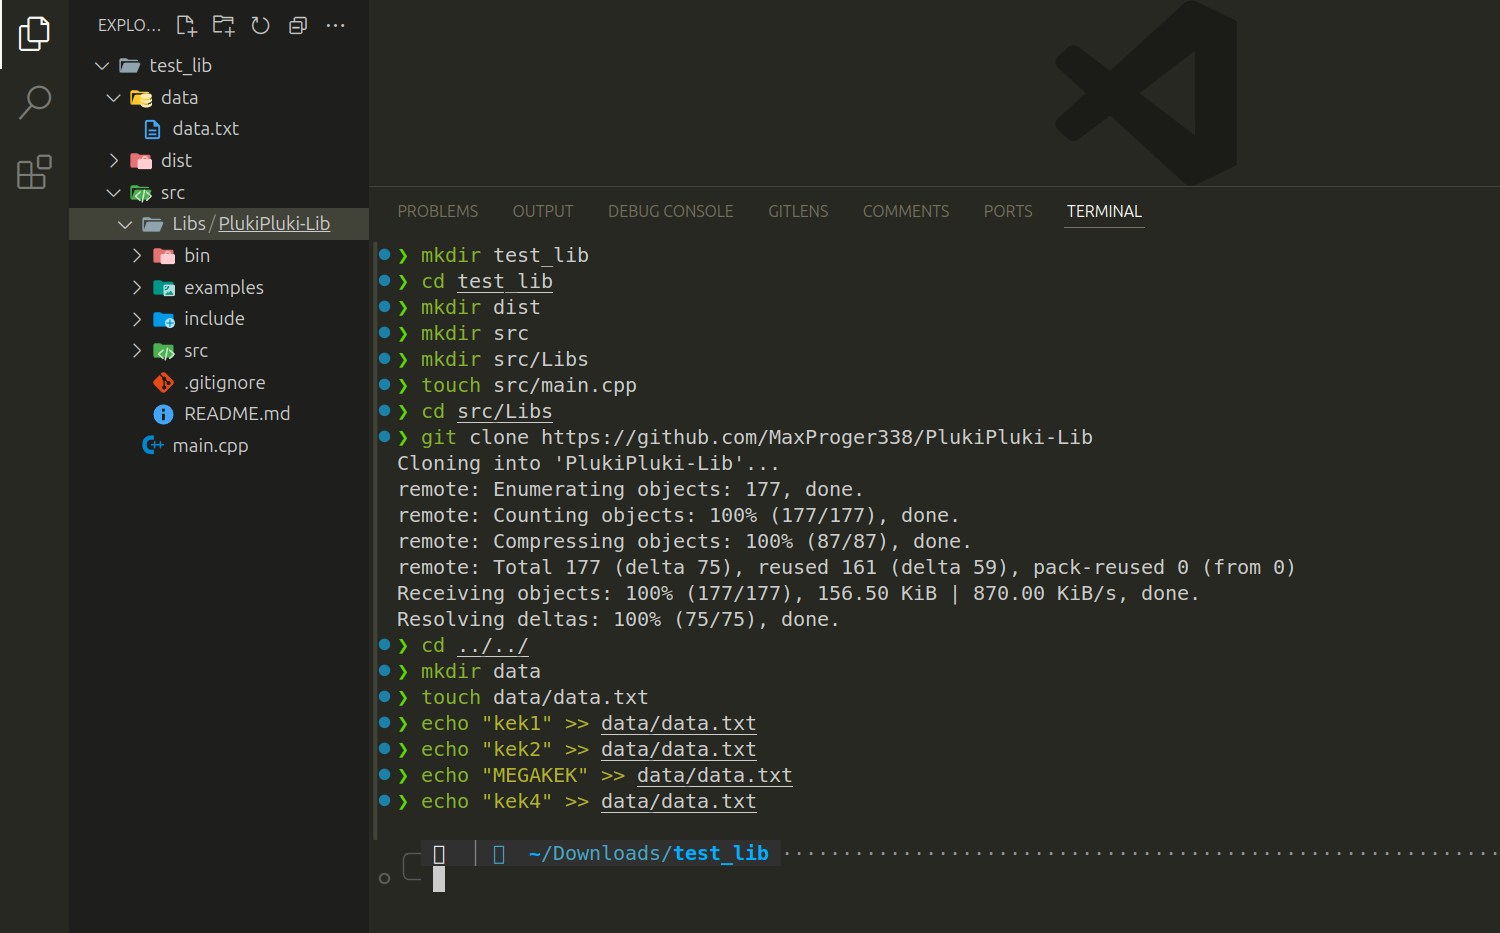 EXPLO...
test_lib
data
data.txt
dist
src
Libs/PlukiPluki-Lib
bin
examples
include
src
.gitignore
README.md
main.cpp
PROBLEMS OUTPUT DEBUG CONSOLE GITLENS COMMENTS PORTS TERMINAL
❯ mkdir test_lib
❯ cd test_lib
❯ mkdir dist
❯ mkdir src
❯ mkdir src/Libs
❯ touch src/main.cpp
❯ cd src/Libs
❯ git clone https://github.com/MaxProger338/PlukiPluki-Lib
Cloning into 'PlukiPluki-Lib'...
remote: Enumerating objects: 177, done.
remote: Counting objects: 100% (177/177), done.
remote: Compressing objects: 100% (87/87), done.
remote: Total 177 (delta 75), reused 161 (delta 59), pack-reused 0 (from 0)
Receiving objects: 100% (177/177), 156.50 KiB | 870.00 KiB/s, done.
Resolving deltas: 100% (75/75), done.
❯ cd ../../
❯ mkdir data
❯ touch data/data.txt
❯ echo "kek1" >> data/data.txt
❯ echo "kek2" >> data/data.txt
❯ echo "MEGAKEK" >> data/data.txt
❯ echo "kek4" >> data/data.txt
~/Downloads/test_lib